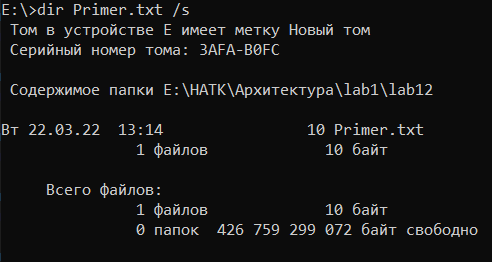 E:\>dir Primer.txt /s
Том в устройстве E имеет метку Новый том
Серийный номер тома: 3AFA-B0FC
Содержимое папки E:\НАТК\Архитектура\lab1\lab12
Вт 22.03.22 13:14 10 Primer.txt
1 файлов 10 байт
Всего файлов:
1 файлов 10 байт
0 папок 426 759 299 072 байт свободно